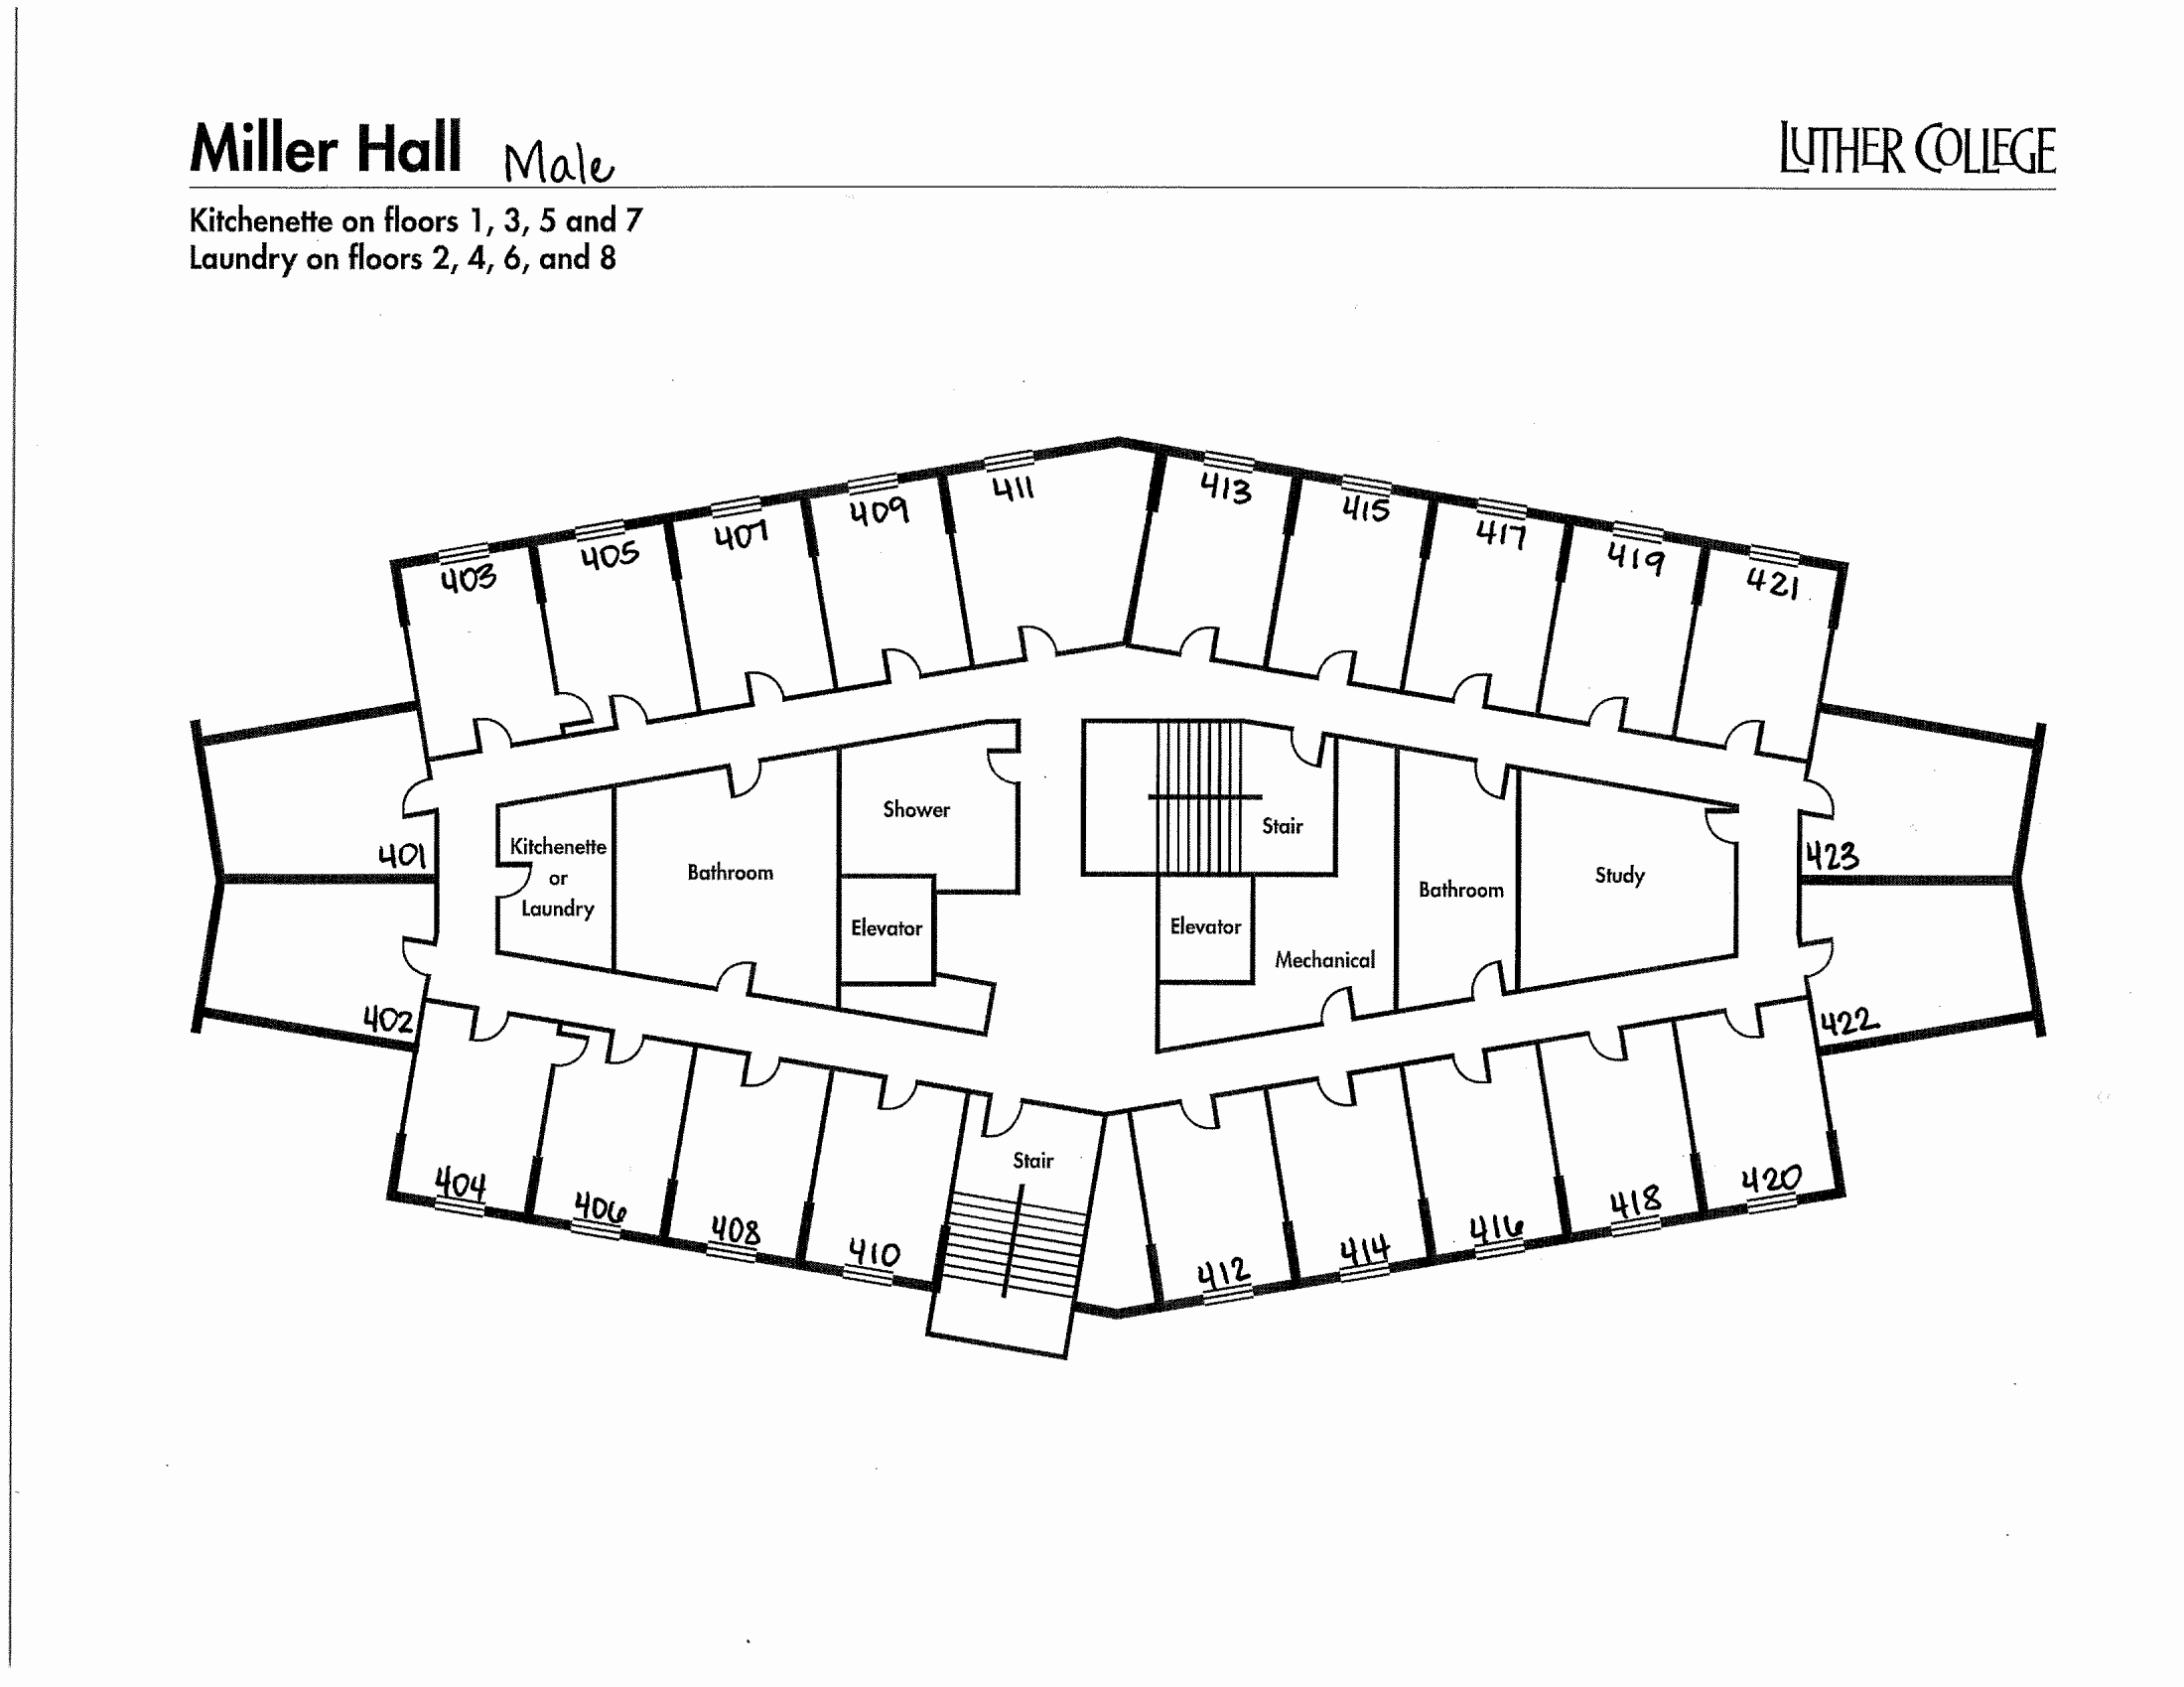 Miller Hall Male
LUTHER COLLEGE
Kitchenette on floors 1, 3, 5 and 7
Laundry on floors 2, 4, 6, and 8
411
413
409
415
407
417
405
419
403
421
Shower
Stair
Kitchenette
or
Laundry
401
Bathroom
423
Study
Bathroom
Elevator
Elevator
Mechanical
402
422
Stair
404
420
406
418
408
416
410
414
412